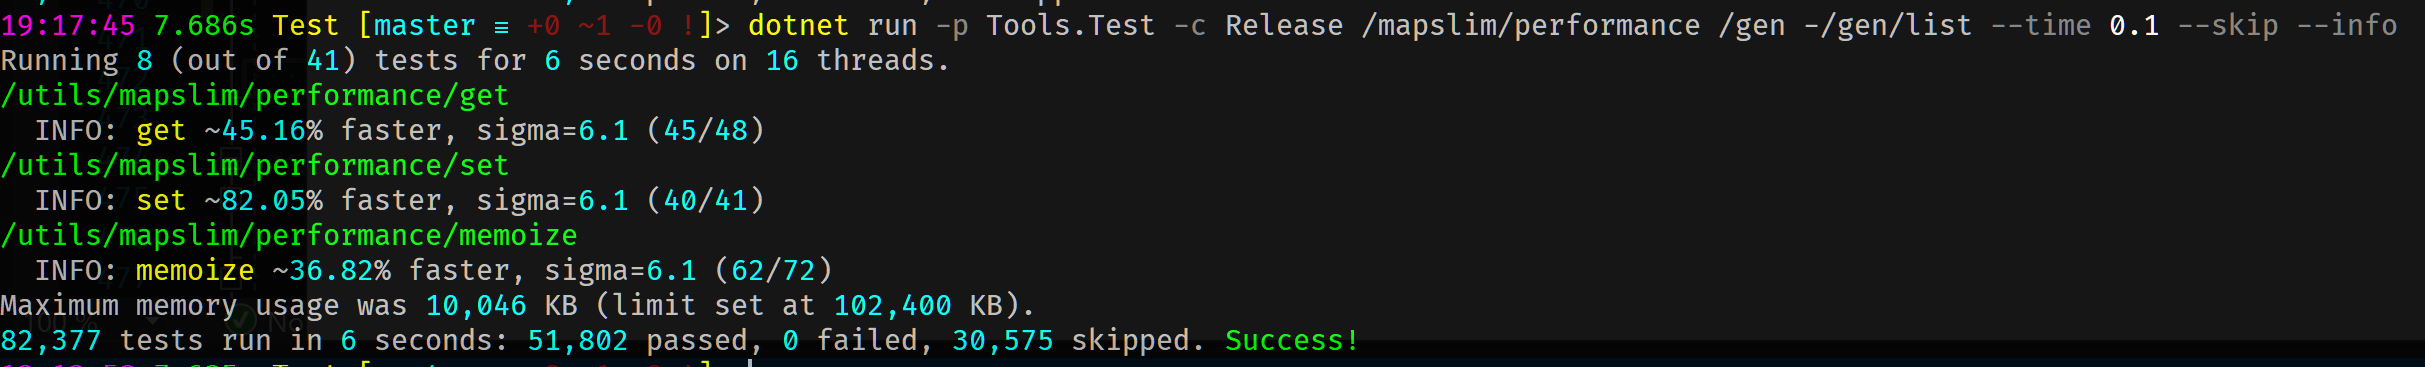 19:17:45 7.686s Test [master ≡ +0 ~1 -0 !]> dotnet run -p Tools.Test -c Release /mapslim/performance /gen -/gen/list --time 0.1 --skip --info
Running 8 (out of 41) tests for 6 seconds on 16 threads.
/utils/mapslim/performance/get
INFO: get ~45.16% faster, sigma=6.1 (45/48)
/utils/mapslim/performance/set
INFO: set ~82.05% faster, sigma=6.1 (40/41)
/utils/mapslim/performance/memoize
INFO: memoize ~36.82% faster, sigma=6.1 (62/72)
Maximum memory usage was 10,046 KB (limit set at 102,400 KB).
82,377 tests run in 6 seconds: 51,802 passed, 0 failed, 30,575 skipped. Success!